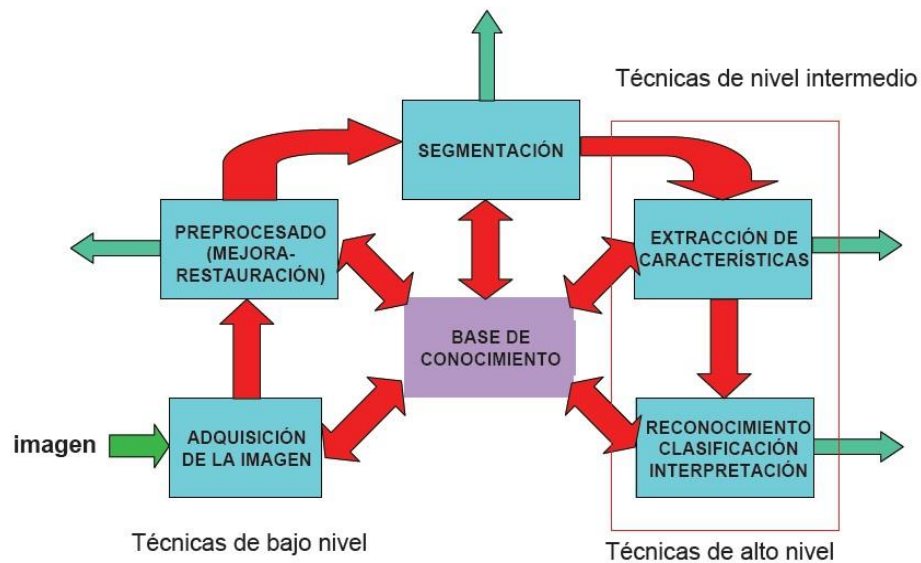 Técnicas de nivel intermedio
SEGMENTACIÓN
PREPROCESADO
(MEJORA-
RESTAURACIÓN)
EXTRACCIÓN DE
CARACTERÍSTICAS
BASE DE
CONOCIMIENTO
imagen
ADQUISICIÓN
DE LA IMAGEN
RECONOCIMIENTO
CLASIFICACIÓN
INTERPRETACIÓN
Técnicas de bajo nivel
Técnicas de alto nivel